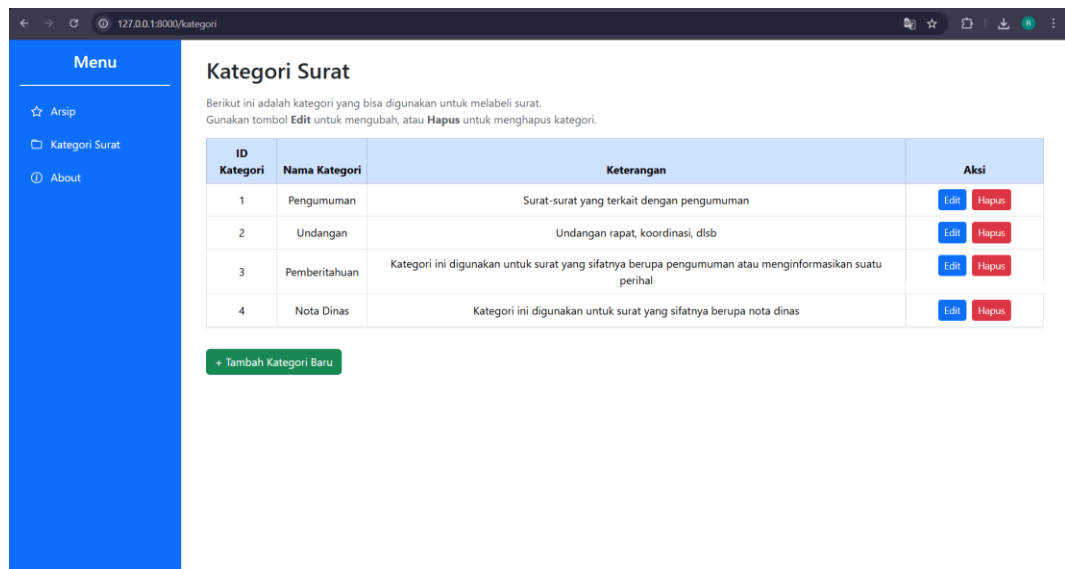 127.0.0.1:8000/kategori
R
Menu
Arsip
Kategori Surat
About
Kategori Surat
Berikut ini adalah kategori yang bisa digunakan untuk melabeli surat.
Gunakan tombol Edit untuk mengubah, atau Hapus untuk menghapus kategori.
ID Kategori Nama Kategori Keterangan Aksi
1 Pengumuman Surat-surat yang terkait dengan pengumuman Edit Hapus
2 Undangan Undangan rapat, koordinasi, dlsb Edit Hapus
3 Pemberitahuan Kategori ini digunakan untuk surat yang sifatnya berupa pengumuman atau menginformasikan suatu perihal Edit Hapus
4 Nota Dinas Kategori ini digunakan untuk surat yang sifatnya berupa nota dinas Edit Hapus
+ Tambah Kategori Baru